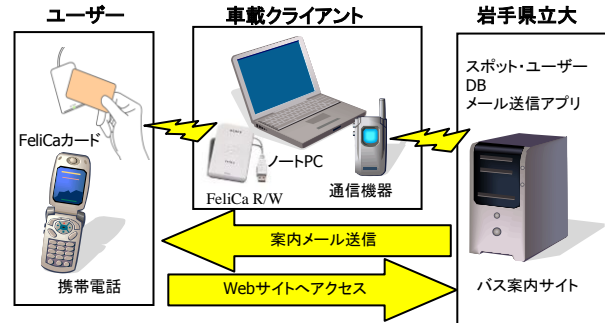 ユーザー
車載クライアント
岩手県立大
スポット・ユーザー
DB
メール送信アプリ
FeliCaカード
ノートPC
FeliCa R/W
通信機器
案内メール送信
携帯電話
Webサイトへアクセス
バス案内サイト